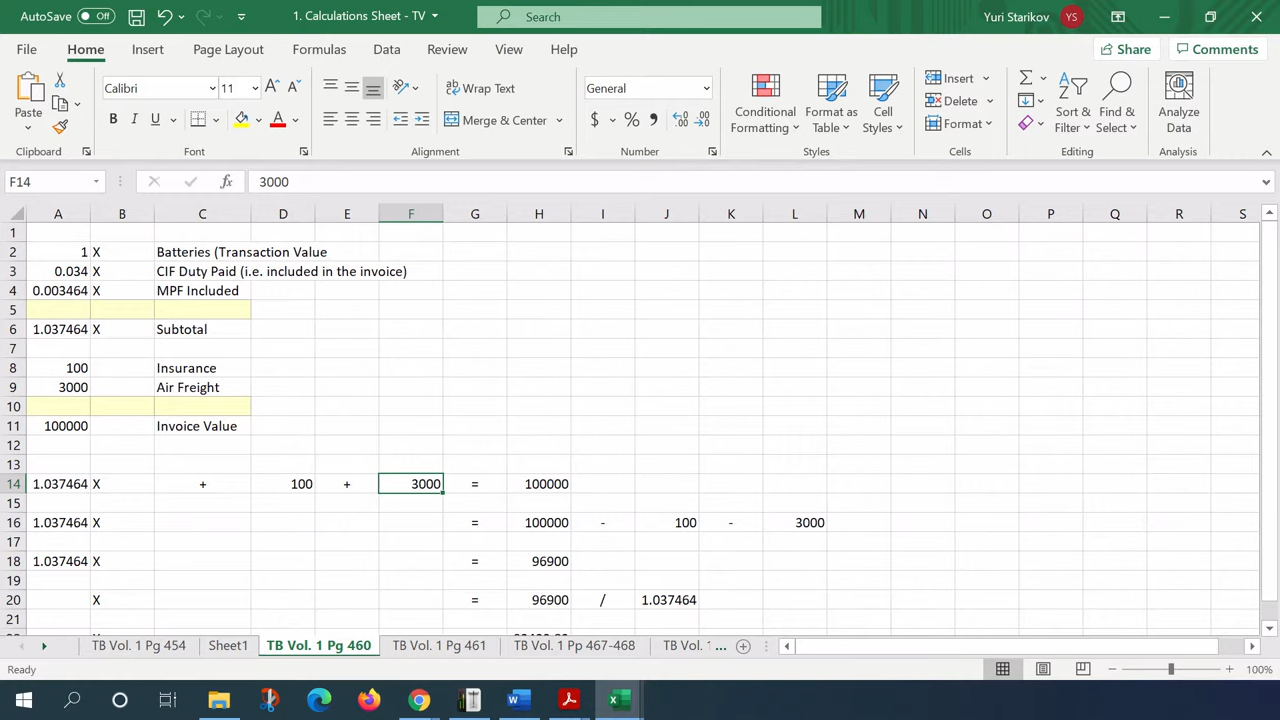 AutoSave Off 1. Calculations Sheet - TV Search Yuri Starikov YS
File Home Insert Page Layout Formulas Data Review View Help Share Comments
Paste Calibri 11 Wrap Text General Conditional Formatting Format as Table Cell Styles Insert Delete Format Sort & Filter Find & Select Analyze Data
Merge & Center
Clipboard Font Alignment Number Styles Cells Editing Analysis
F14 fx 3000
A B C D E F G H I J K L M N O P Q R S
1
2 1 X Batteries (Transaction Value
3 0.034 X CIF Duty Paid (i.e. included in the invoice)
4 0.003464 X MPF Included
5
6 1.037464 X Subtotal
7
8 100 Insurance
9 3000 Air Freight
10
11 100000 Invoice Value
12
13
14 1.037464 X + 100 + 3000 = 100000
15
16 1.037464 X = 100000 - 100 - 3000
17
18 1.037464 X = 96900
19
20 X = 96900 / 1.037464
21
TB Vol. 1 Pg 454 Sheet1 TB Vol. 1 Pg 460 TB Vol. 1 Pg 461 TB Vol. 1 Pp 467-468 TB Vol. ...
Ready 100%